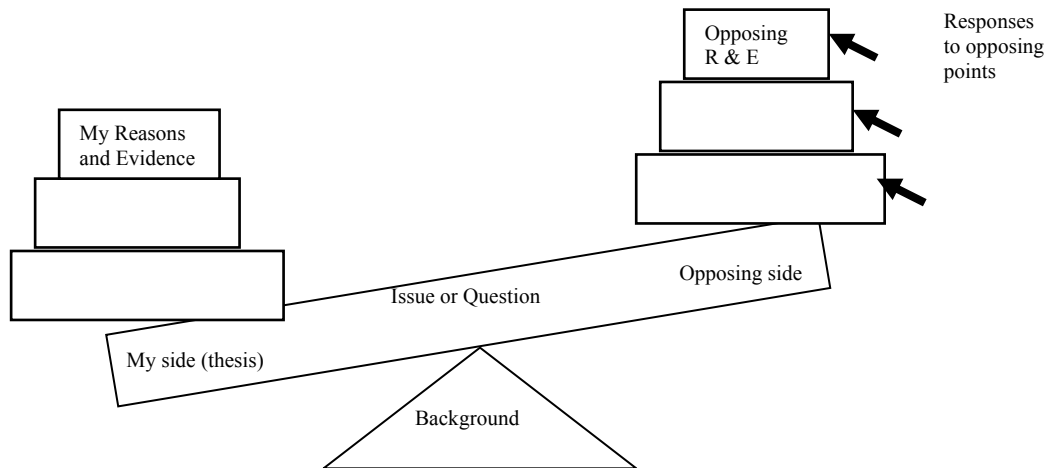 Opposing
R & E
Responses
to opposing
points
My Reasons
and Evidence
Opposing side
Issue or Question
My side (thesis)
Background